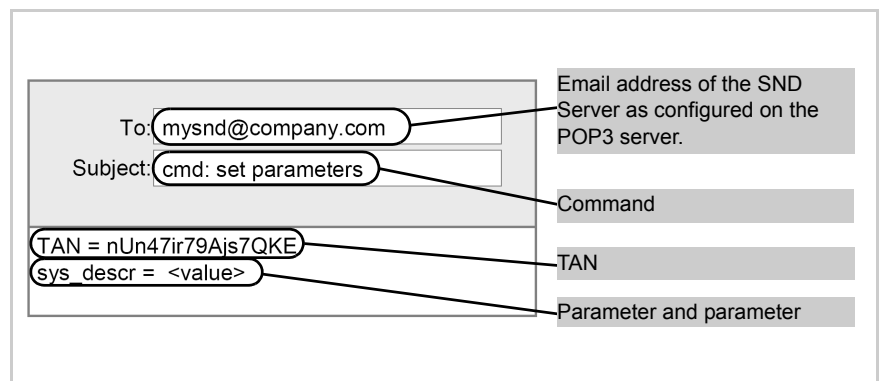 To: mysnd@company.com
Subject: cmd: set parameters
TAN = nUn47ir79Ajs7QKE
sys_descr = <value>
Email address of the SND
Server as configured on the
POP3 server.
Command
TAN
Parameter and parameter